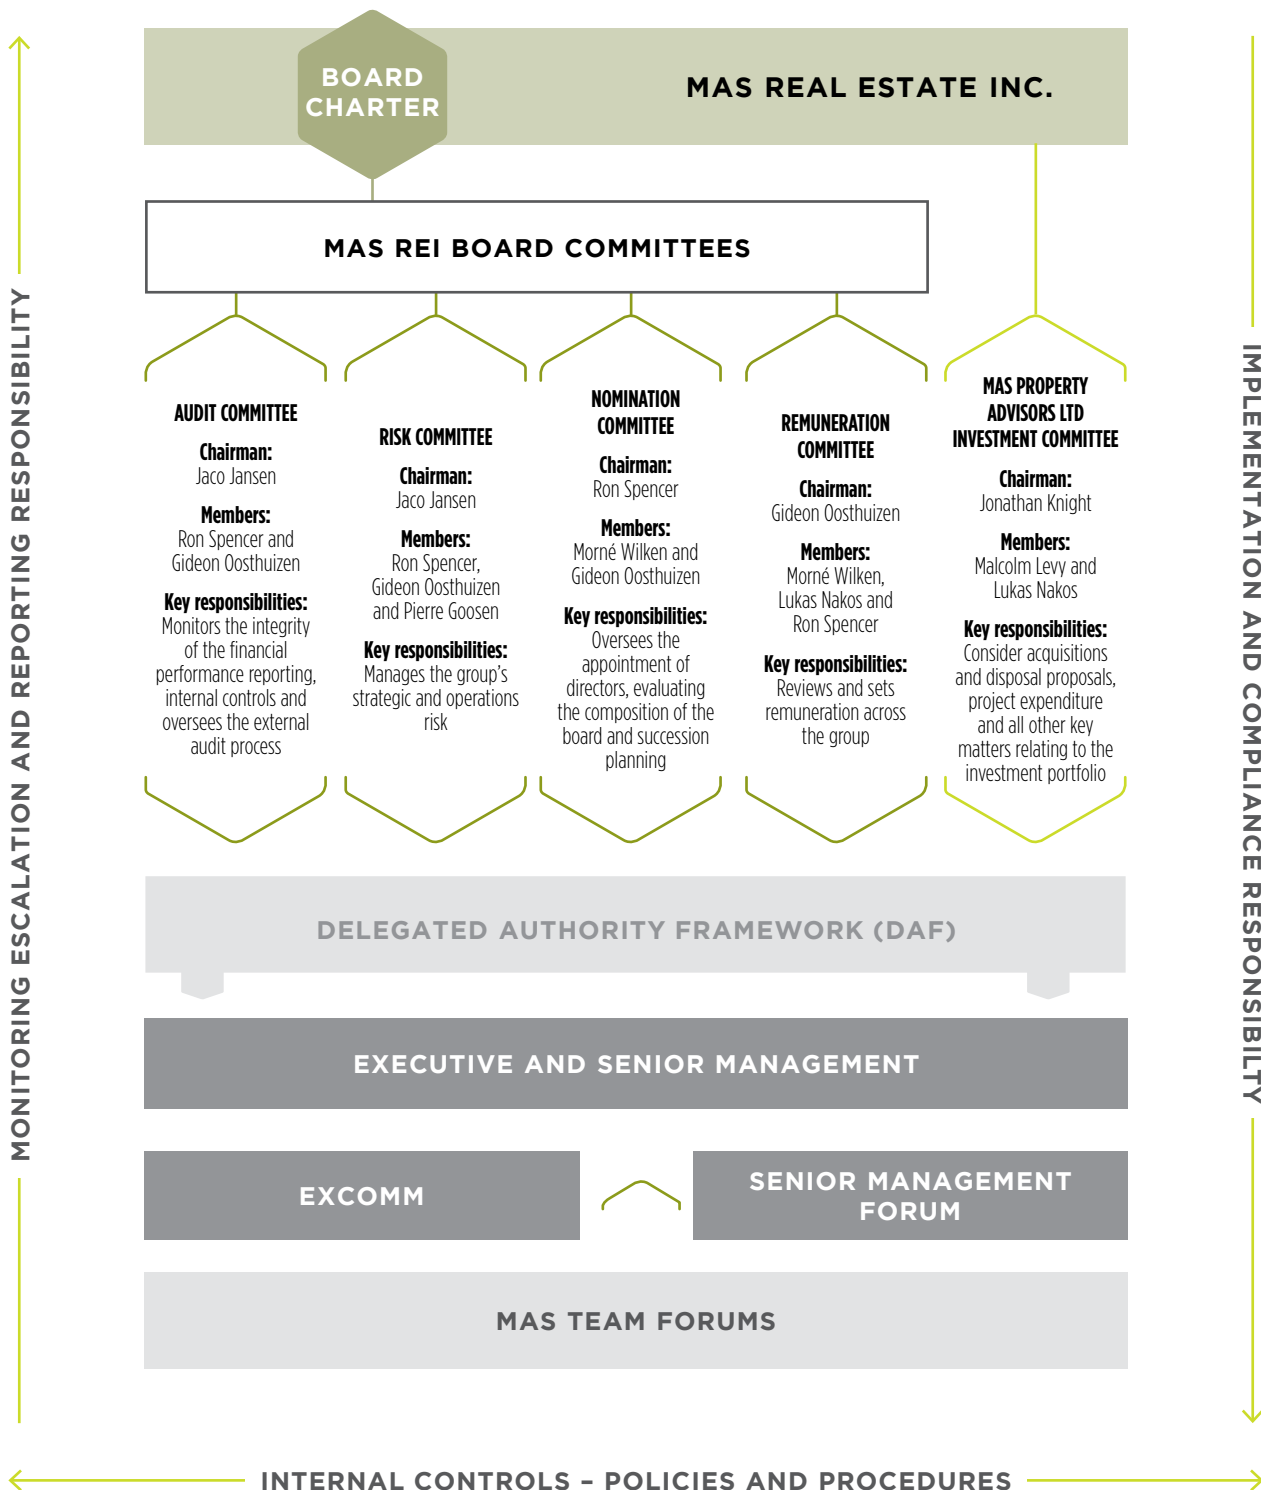 BOARD
CHARTER
MAS REAL ESTATE INC.
MAS REI BOARD COMMITTEES
AUDIT COMMITTEE
Chairman:
Jaco Jansen
Members:
Ron Spencer and
Gideon Oosthuizen
Key responsibilities:
Monitors the integrity
of the financial
performance reporting,
internal controls and
oversees the external
audit process
RISK COMMITTEE
Chairman:
Jaco Jansen
Members:
Ron Spencer,
Gideon Oosthuizen
and Pierre Goosen
Key responsibilities:
Manages the group's
strategic and operations
risk
NOMINATION
COMMITTEE
Chairman:
Ron Spencer
Members:
Morné Wilken and
Gideon Oosthuizen
Key responsibilities:
Oversees the
appointment of
directors, evaluating
the composition of the
board and succession
planning
REMUNERATION
COMMITTEE
Chairman:
Gideon Oosthuizen
Members:
Morné Wilken,
Lukas Nakos and
Ron Spencer
Key responsibilities:
Reviews and sets
remuneration across
the group
MAS PROPERTY
ADVISORS LTD
INVESTMENT COMMITTEE
Chairman:
Jonathan Knight
Members:
Malcolm Levy and
Lukas Nakos
Key responsibilities:
Consider acquisitions
and disposal proposals,
project expenditure
and all other key
matters relating to the
investment portfolio
DELEGATED AUTHORITY FRAMEWORK (DAF)
EXECUTIVE AND SENIOR MANAGEMENT
EXCOMM
SENIOR MANAGEMENT
FORUM
MAS TEAM FORUMS
MONITORING ESCALATION AND REPORTING RESPONSIBILITY
IMPLEMENTATION AND COMPLIANCE RESPONSIBILTY
INTERNAL CONTROLS – POLICIES AND PROCEDURES